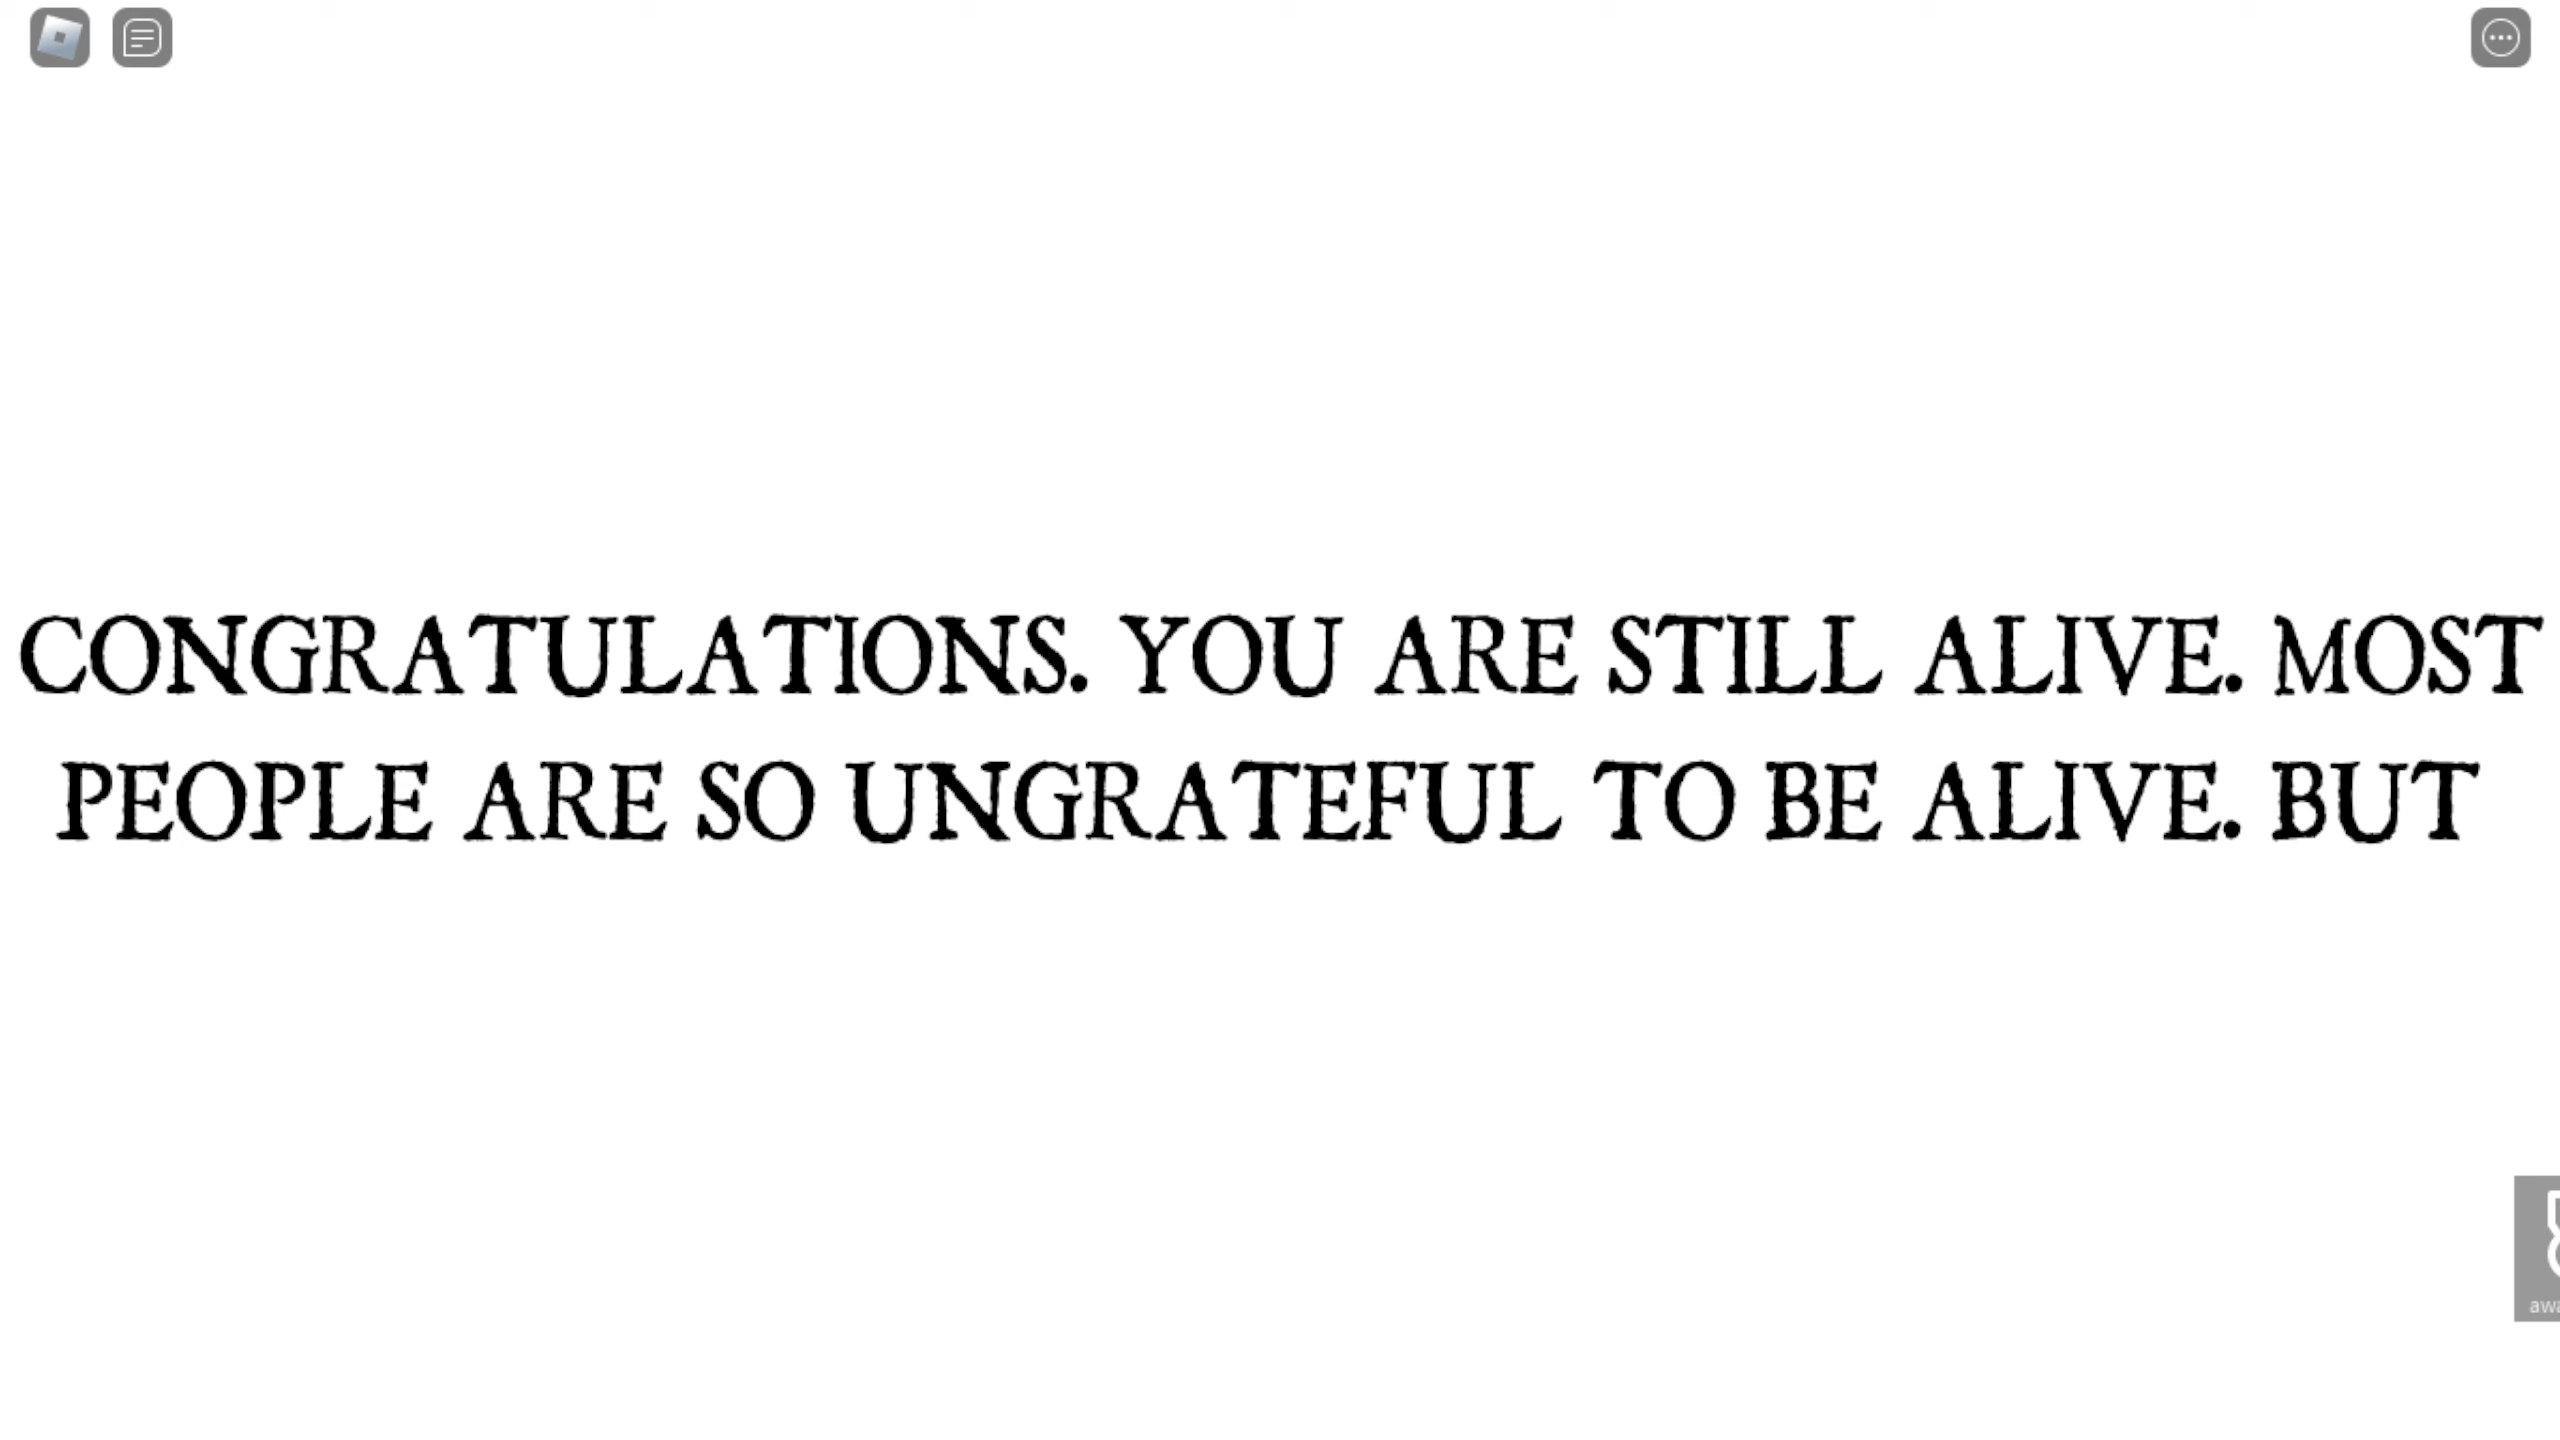 CONGRATULATIONS. YOU ARE STILL ALIVE. MOST
PEOPLE ARE SO UNGRATEFUL TO BE ALIVE. BUT